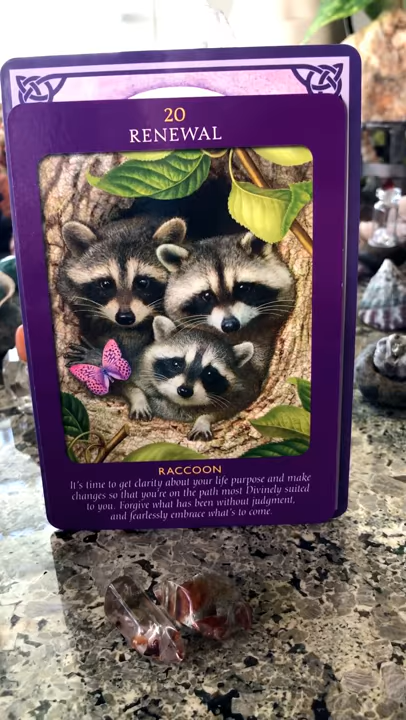 20
RENEWAL
RACCOON
It's time to get clarity about your life purpose and make
changes so that you're on the path most Divinely suited
to you. Forgive what has been without judgment,
and fearlessly embrace what's to come.